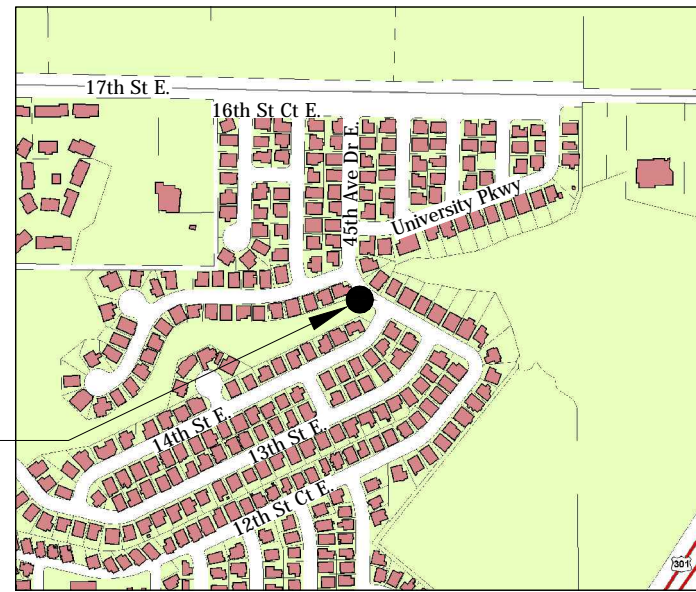 17th St E.
16th St Ct E.
45th Ave Dr E.
University Pkwy
14th St E.
13th St E.
12th St Ct E.
301